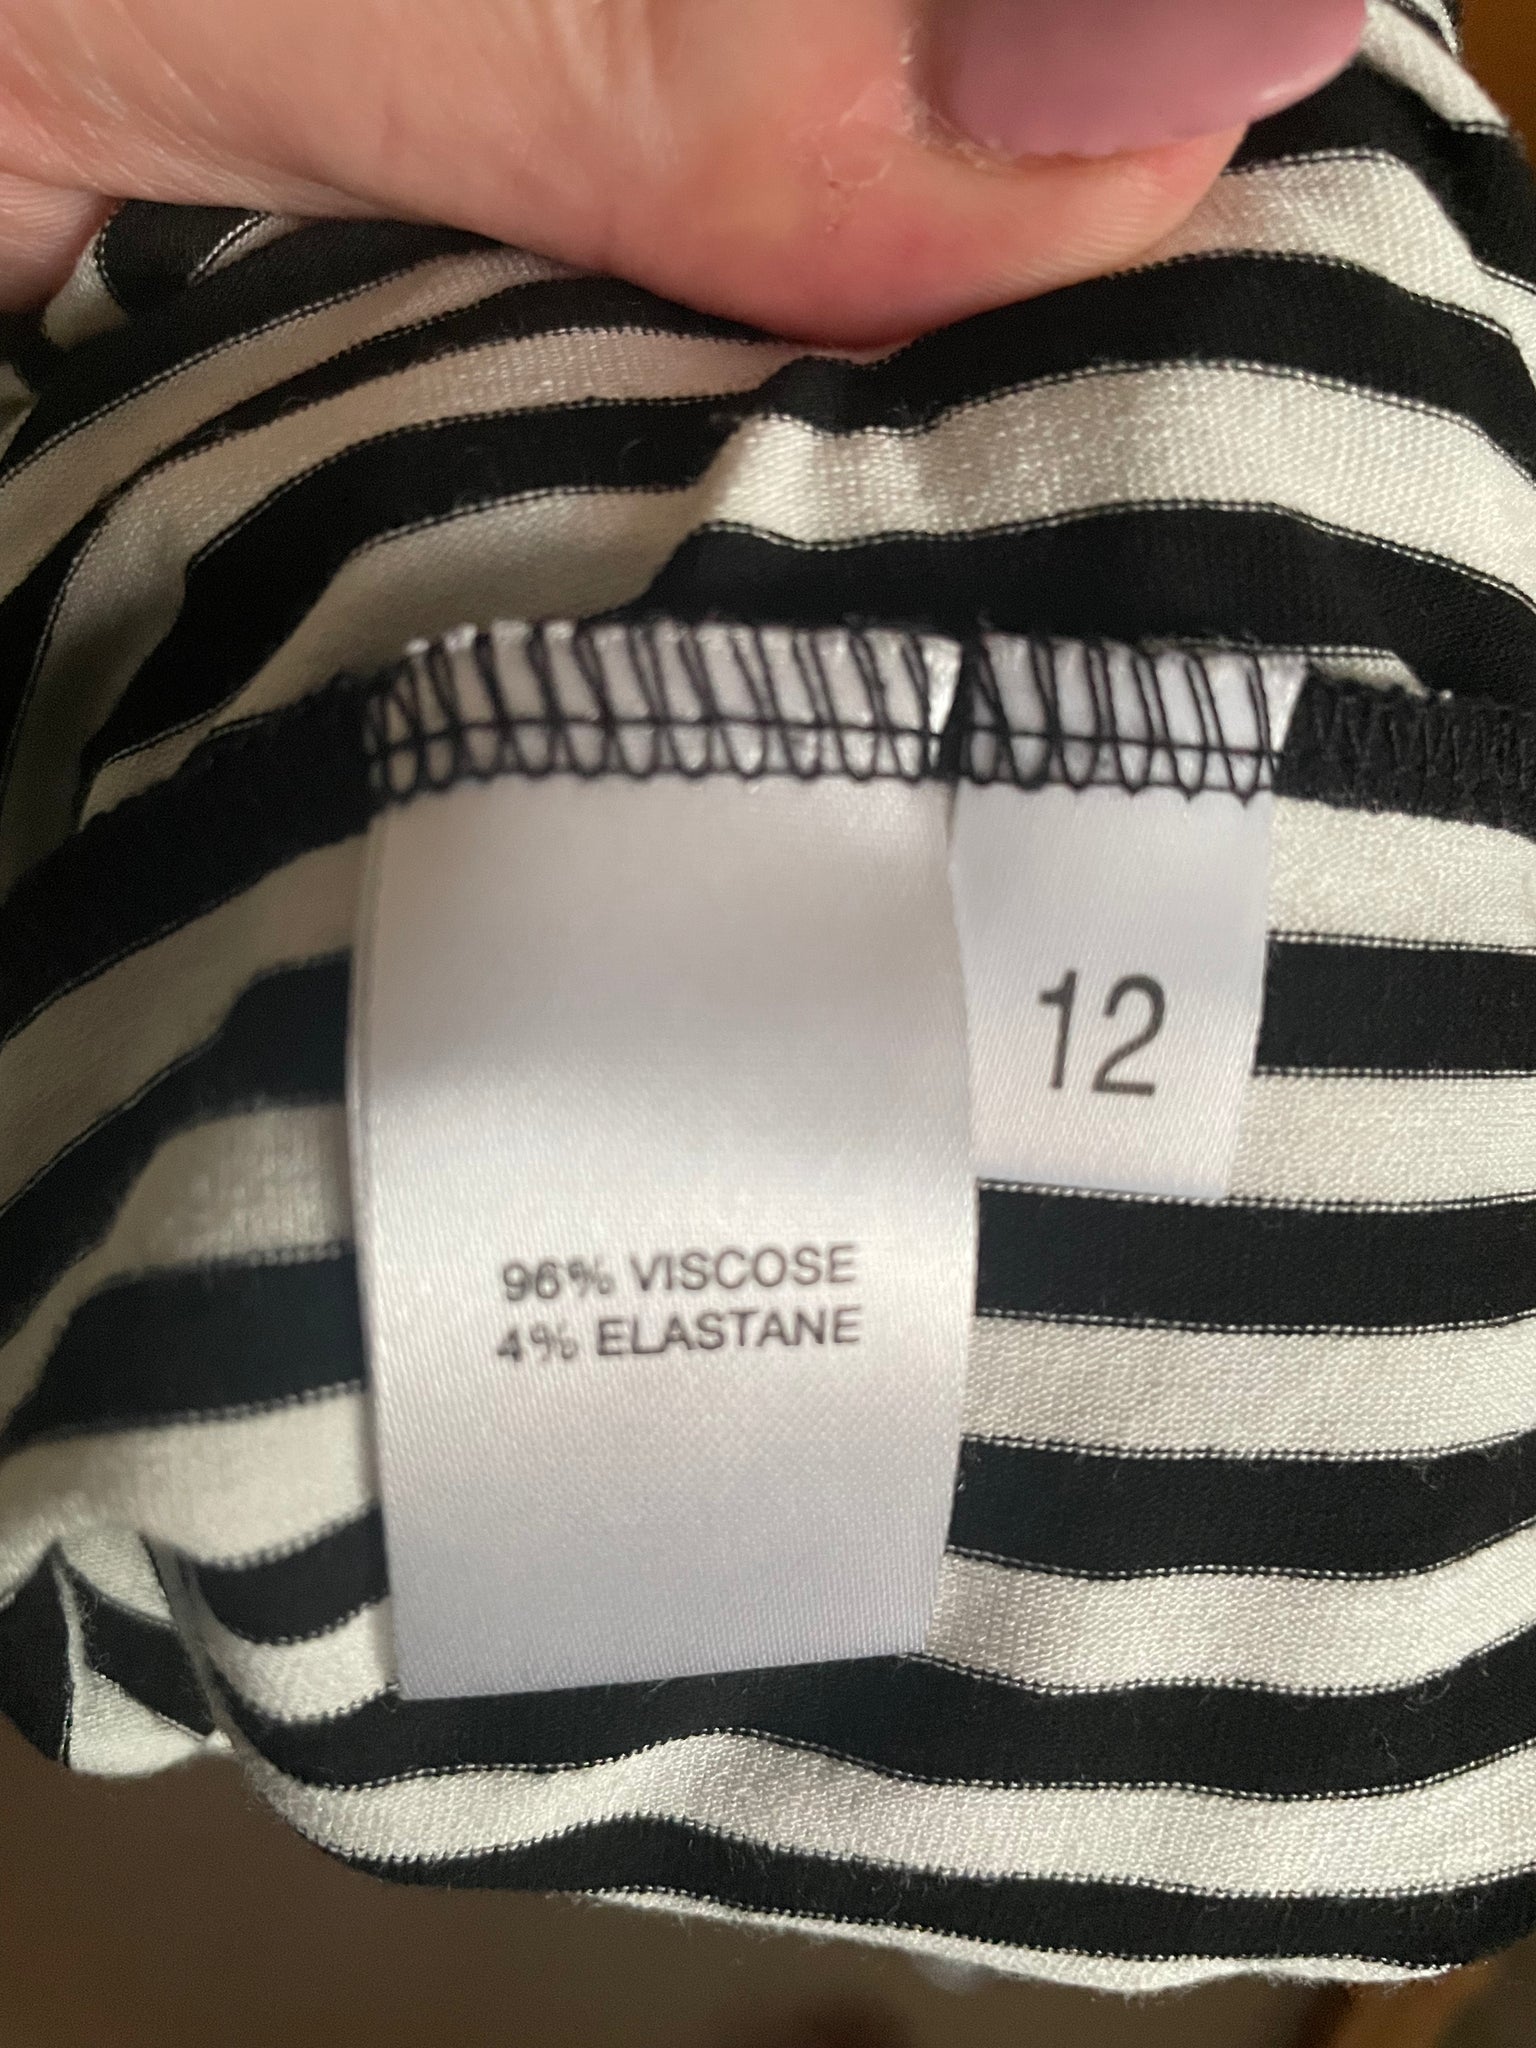 12
96% VISCOSE
4% ELASTANE